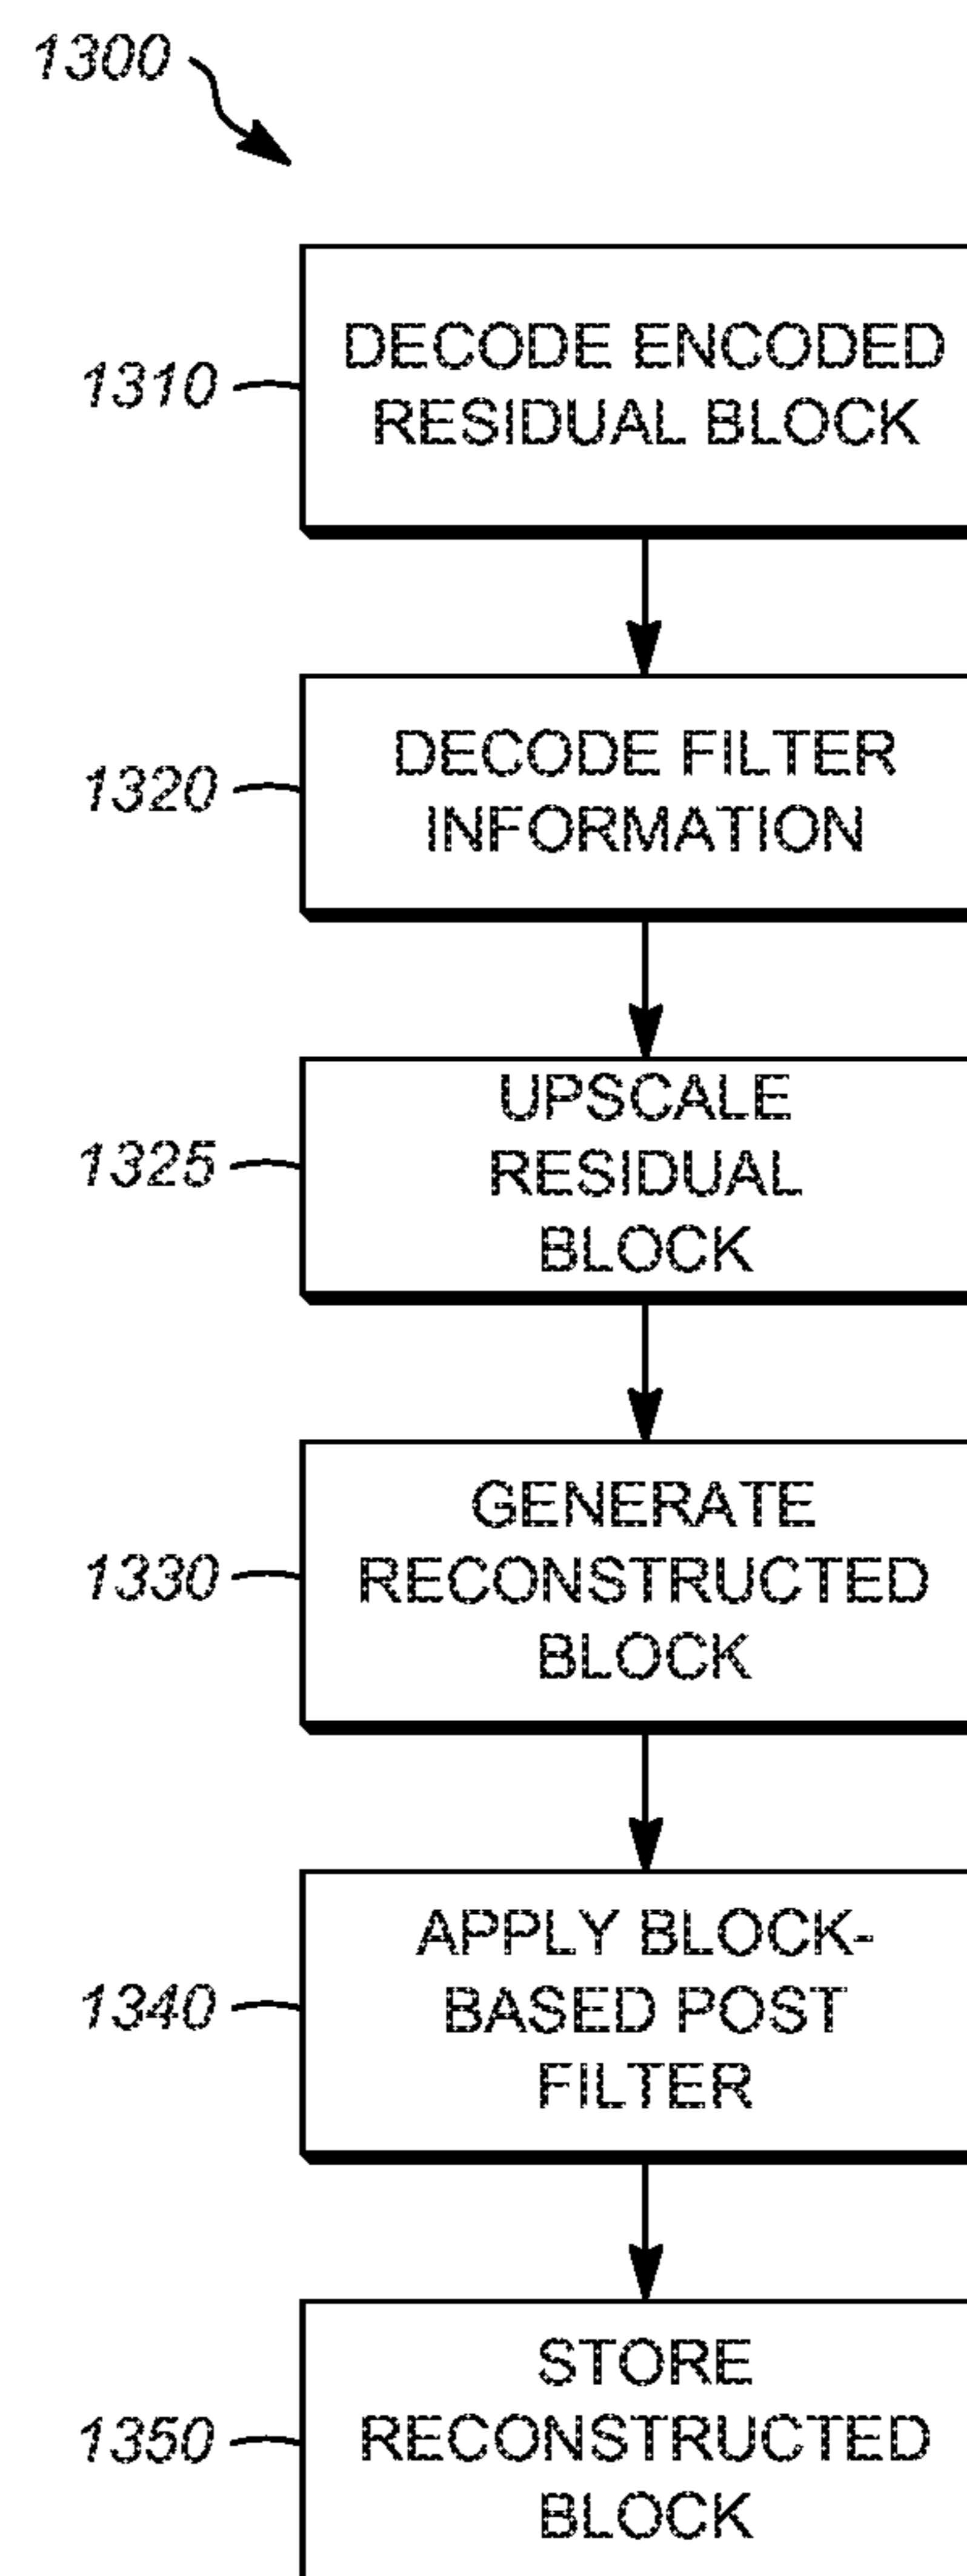 1300
1310
DECODE ENCODED
RESIDUAL BLOCK
1320
DECODE FILTER
INFORMATION
1325
UPSCALE
RESIDUAL
BLOCK
1330
GENERATE
RECONSTRUCTED
BLOCK
1340
APPLY BLOCK-
BASED POST
FILTER
1350
STORE
RECONSTRUCTED
BLOCK